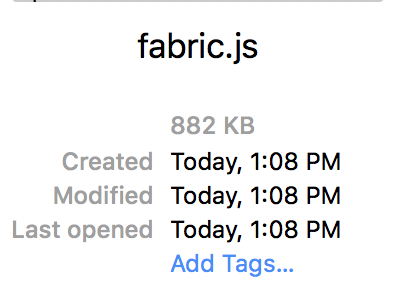 fabric.js
882 KB
Created Today, 1:08 PM
Modified Today, 1:08 PM
Last opened Today, 1:08 PM
Add Tags...